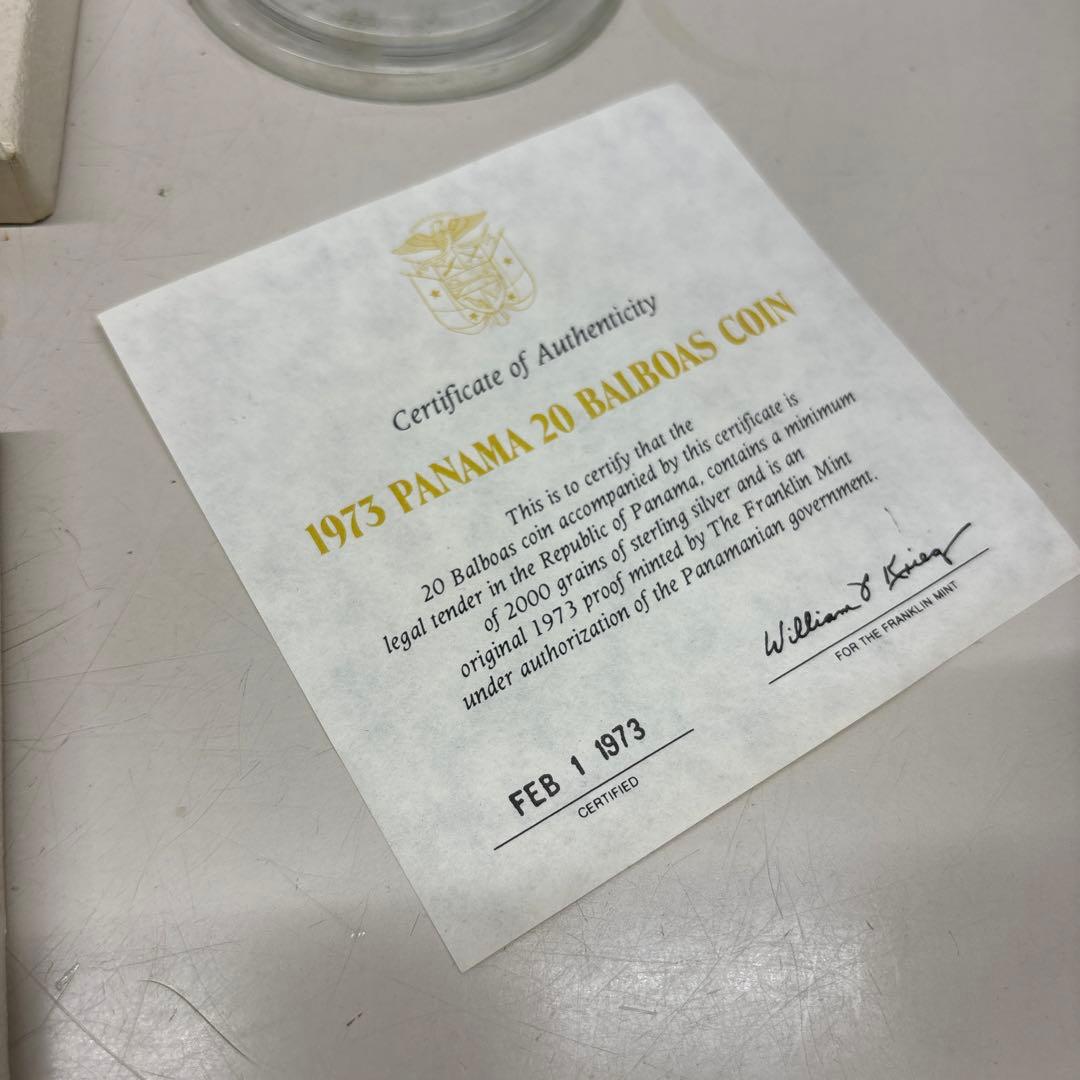 Certificate of Authenticity
1973 PANAMA 20 BALBOAS COIN
This is to certify that the
20 Balboas coin accompanied by this certificate is
legal tender in the Republic of Panama, contains a minimum
of 2000 grains of sterling silver and is an
original 1973 proof minted by The Franklin Mint
under authorization of the Panamanian government.
William J Krieg
FOR THE FRANKLIN MINT
FEB 1 1973
CERTIFIED